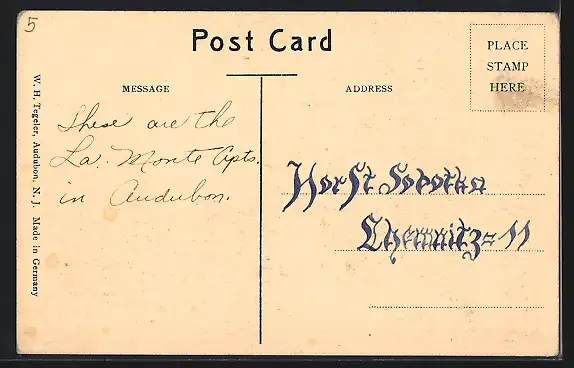 5
Post Card
PLACE
STAMP
HERE
MESSAGE
ADDRESS
W. H. Tegeler, Audubon, N. J. Made in Germany
These are the
La. Monte Apts.
in Audubon.
Horst Sobotka
Chemnitz=11